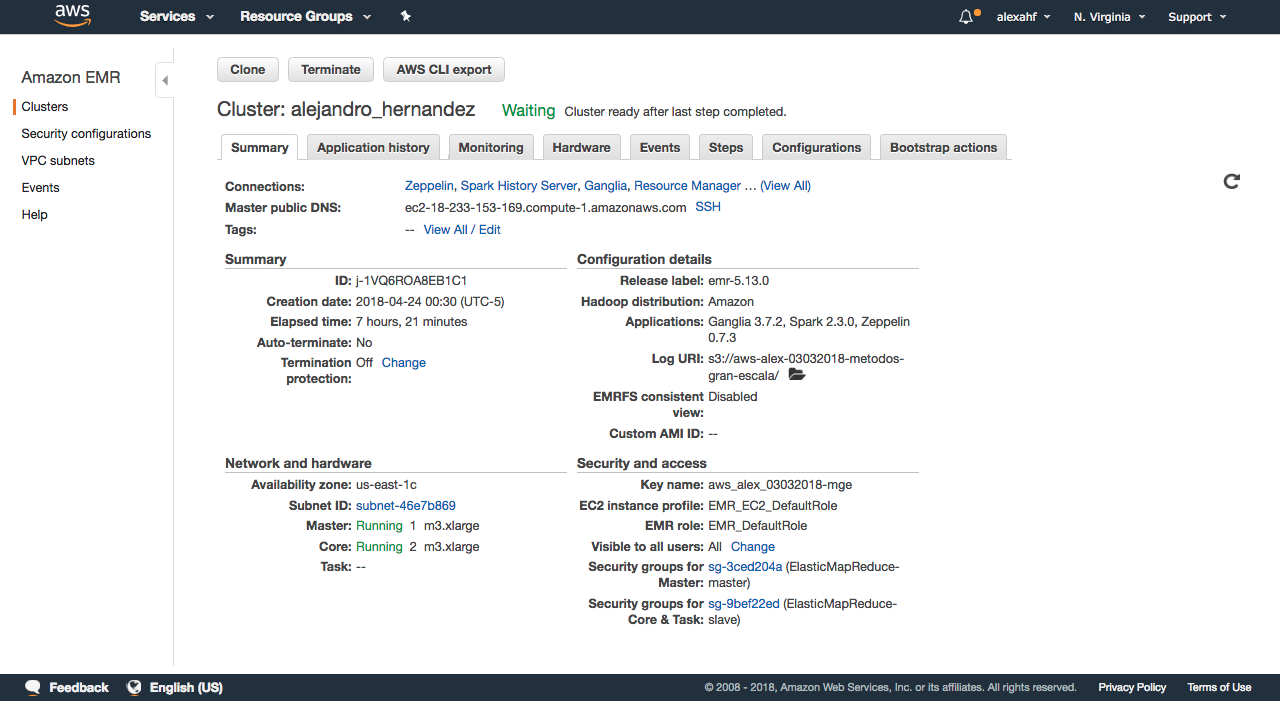 aws Services Resource Groups alexahf N. Virginia Support
Amazon EMR
Clusters
Security configurations
VPC subnets
Events
Help
Clone Terminate AWS CLI export
Cluster: alejandro_hernandez Waiting Cluster ready after last step completed.
Summary Application history Monitoring Hardware Events Steps Configurations Bootstrap actions
Connections: Zeppelin, Spark History Server, Ganglia, Resource Manager … (View All)
Master public DNS: ec2-18-233-153-169.compute-1.amazonaws.com SSH
Tags: -- View All / Edit
Summary
ID: j-1VQ6ROA8EB1C1
Creation date: 2018-04-24 00:30 (UTC-5)
Elapsed time: 7 hours, 21 minutes
Auto-terminate: No
Termination Off Change
protection:
Configuration details
Release label: emr-5.13.0
Hadoop distribution: Amazon
Applications: Ganglia 3.7.2, Spark 2.3.0, Zeppelin
0.7.3
Log URI: s3://aws-alex-03032018-metodos-
gran-escala/
EMRFS consistent Disabled
view:
Custom AMI ID: --
Network and hardware
Availability zone: us-east-1c
Subnet ID: subnet-46e7b869
Master: Running 1 m3.xlarge
Core: Running 2 m3.xlarge
Task: --
Security and access
Key name: aws_alex_03032018-mge
EC2 instance profile: EMR_EC2_DefaultRole
EMR role: EMR_DefaultRole
Visible to all users: All Change
Security groups for sg-3ced204a (ElasticMapReduce-
Master: master)
Security groups for sg-9bef22ed (ElasticMapReduce-
Core & Task: slave)
Feedback English (US) © 2008 - 2018, Amazon Web Services, Inc. or its affiliates. All rights reserved. Privacy Policy Terms of Use